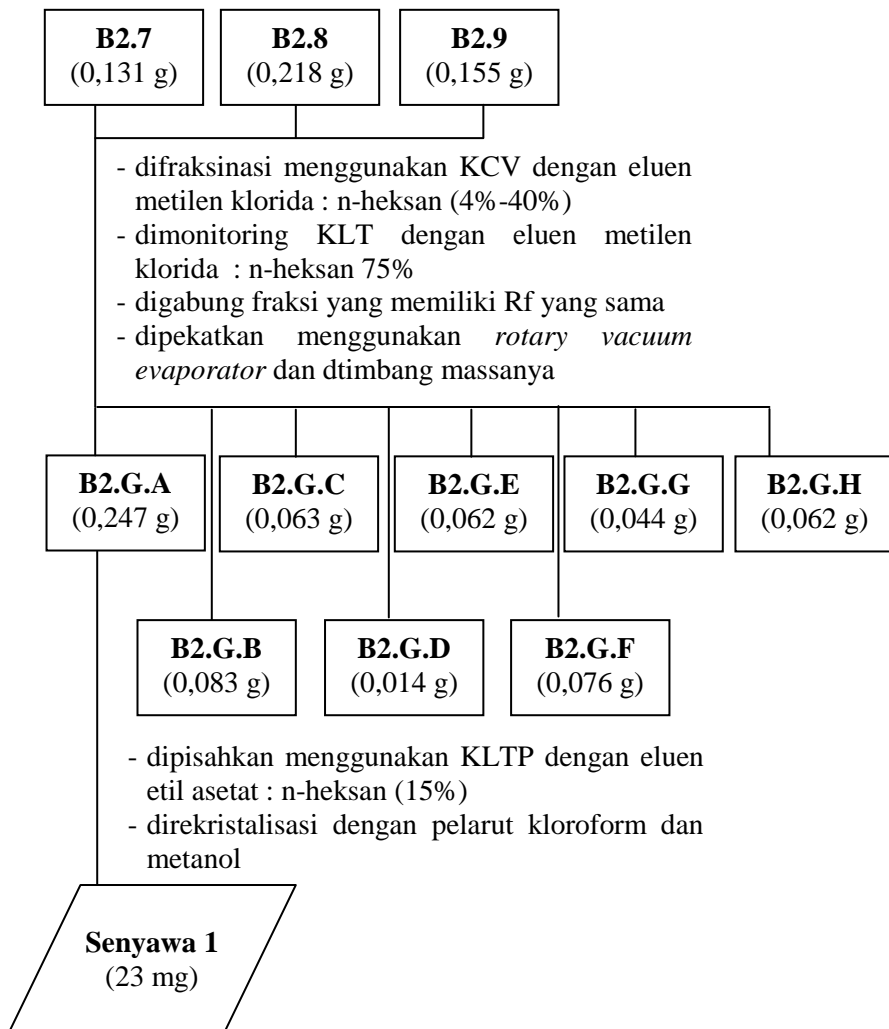 B2.7
(0,131 g)
B2.8
(0,218 g)
B2.9
(0,155 g)
- difraksinasi menggunakan KCV dengan eluen
metilen klorida : n-heksan (4%-40%)
- dimonitoring KLT dengan eluen metilen
klorida : n-heksan 75%
- digabung fraksi yang memiliki Rf yang sama
- dipekatkan menggunakan rotary vacuum
evaporator dan dtimbang massanya
B2.G.A
(0,247 g)
B2.G.C
(0,063 g)
B2.G.E
(0,062 g)
B2.G.G
(0,044 g)
B2.G.H
(0,062 g)
B2.G.B
(0,083 g)
B2.G.D
(0,014 g)
B2.G.F
(0,076 g)
- dipisahkan menggunakan KLTP dengan eluen
etil asetat : n-heksan (15%)
- direkristalisasi dengan pelarut kloroform dan
metanol
Senyawa 1
(23 mg)